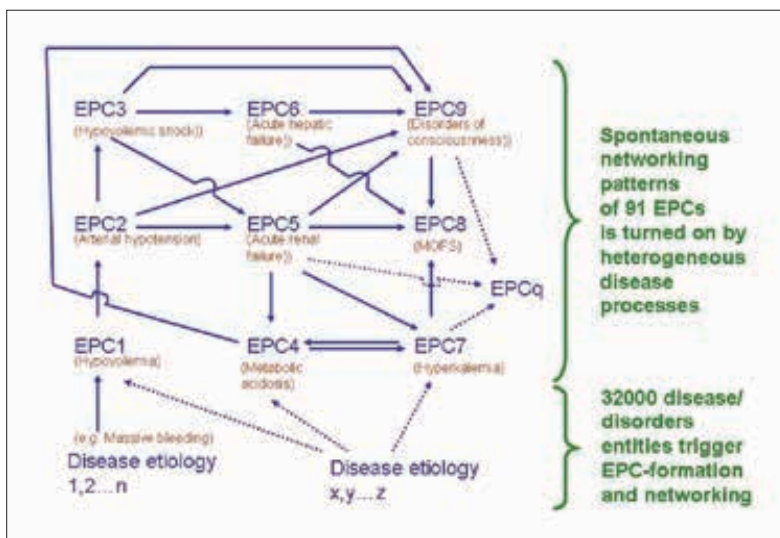 EPC3
(Hypovolemic shock))
EPC6
(Acute hepatic
failure))
EPC9
(Disorders of
consciousness))
EPC2
(Arterial hypotension)
EPC5
(Acute renal
failure))
EPC8
(MOFS)
EPCq
EPC1
(Hypovolemia)
EPC4
(Metabolic
acidosis)
EPC7
(Hyperkalemia)
(e.g. Massive bleeding)
Disease etiology
1,2...n
Disease etiology
x,y... z
Spontaneous
networking
patterns
of 91 EPCs
is turned on by
heterogeneous
disease
processes
32000 disease/
disorders
entities trigger
EPC-formation
and networking